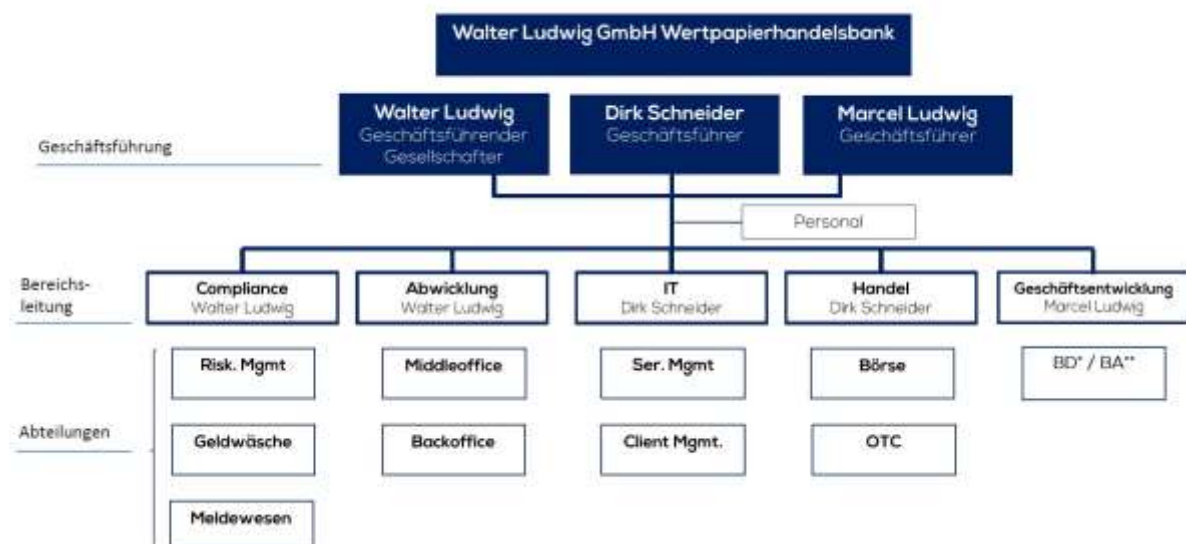 Walter Ludwig GmbH Wertpapierhandelsbank
Geschäftsführung
Walter Ludwig
Geschäftsführender
Gesellschafter
Dirk Schneider
Geschäftsführer
Marcel Ludwig
Geschäftsführer
Personal
Bereichs-
leitung
Compliance
Walter Ludwig
Abwicklung
Walter Ludwig
IT
Dirk Schneider
Handel
Dirk Schneider
Geschäftsentwicklung
Marcel Ludwig
Abteilungen
Risk. Mgmt
Middleoffice
Ser. Mgmt
Börse
BD* / BA**
Geldwäsche
Backoffice
Client Mgmt.
OTC
Meldewesen